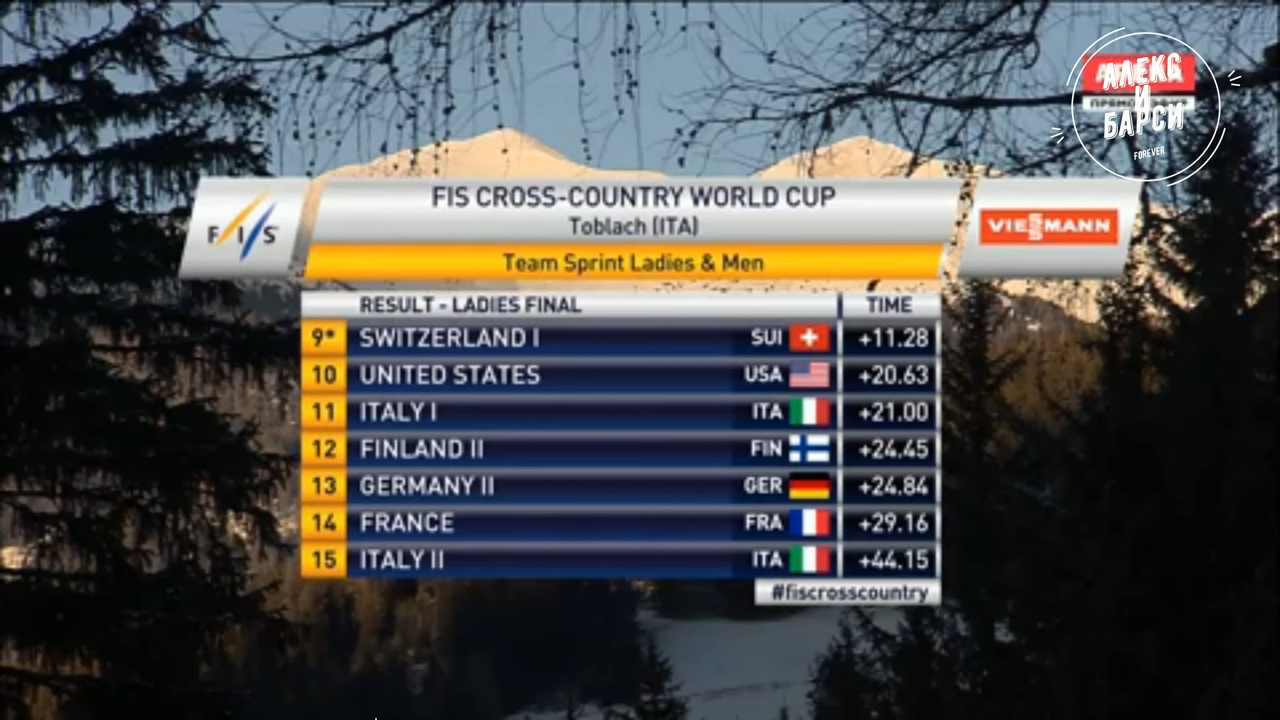 АЛЕКС
И
БАРСИ
FOREVER
FIS
FIS CROSS-COUNTRY WORLD CUP
Toblach (ITA)
VIESSMANN
Team Sprint Ladies & Men
RESULT - LADIES FINAL TIME
9* SWITZERLAND I SUI +11.28
10 UNITED STATES USA +20.63
11 ITALY I ITA +21.00
12 FINLAND II FIN +24.45
13 GERMANY II GER +24.84
14 FRANCE FRA +29.16
15 ITALY II ITA +44.15
#fiscrosscountry